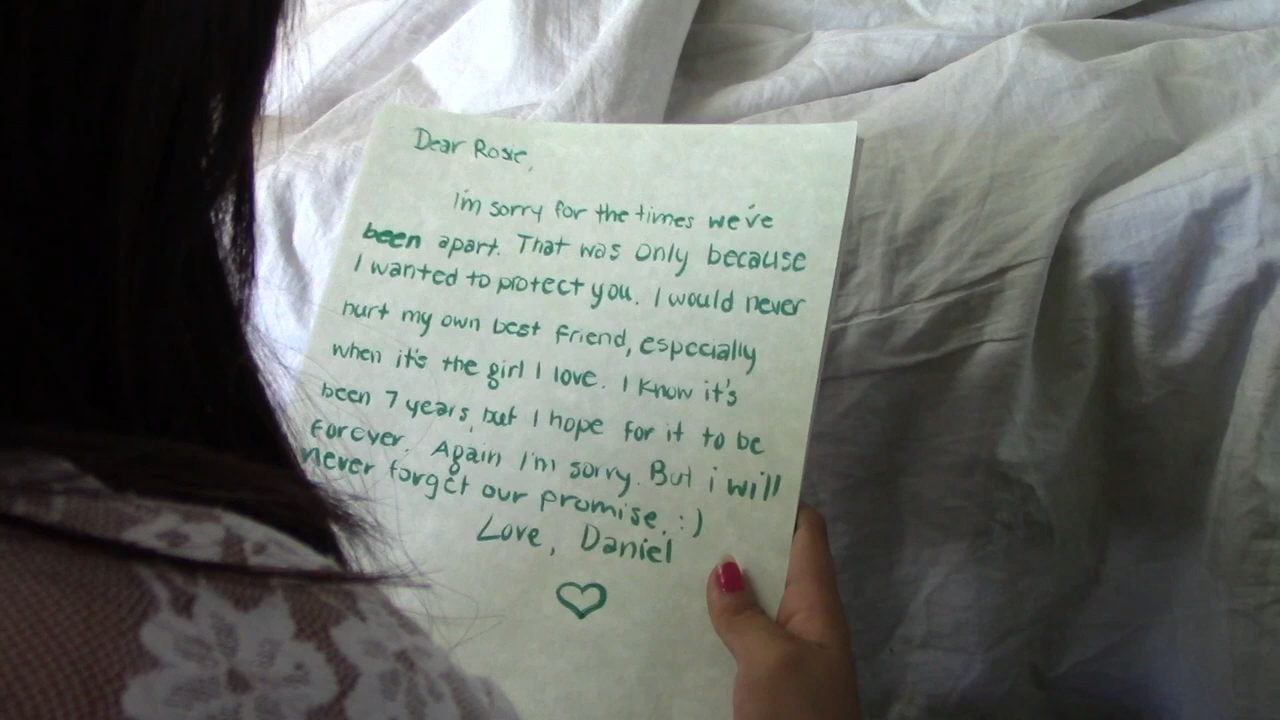 Dear Rosie,
I'm sorry for the times we've
been apart. That was only because
I wanted to protect you. I would never
hurt my own best friend, especially
when it's the girl I love. I know it's
been 7 years, but I hope for it to be
forever. Again I'm sorry. But i will
never forget our promise. :)
Love, Daniel